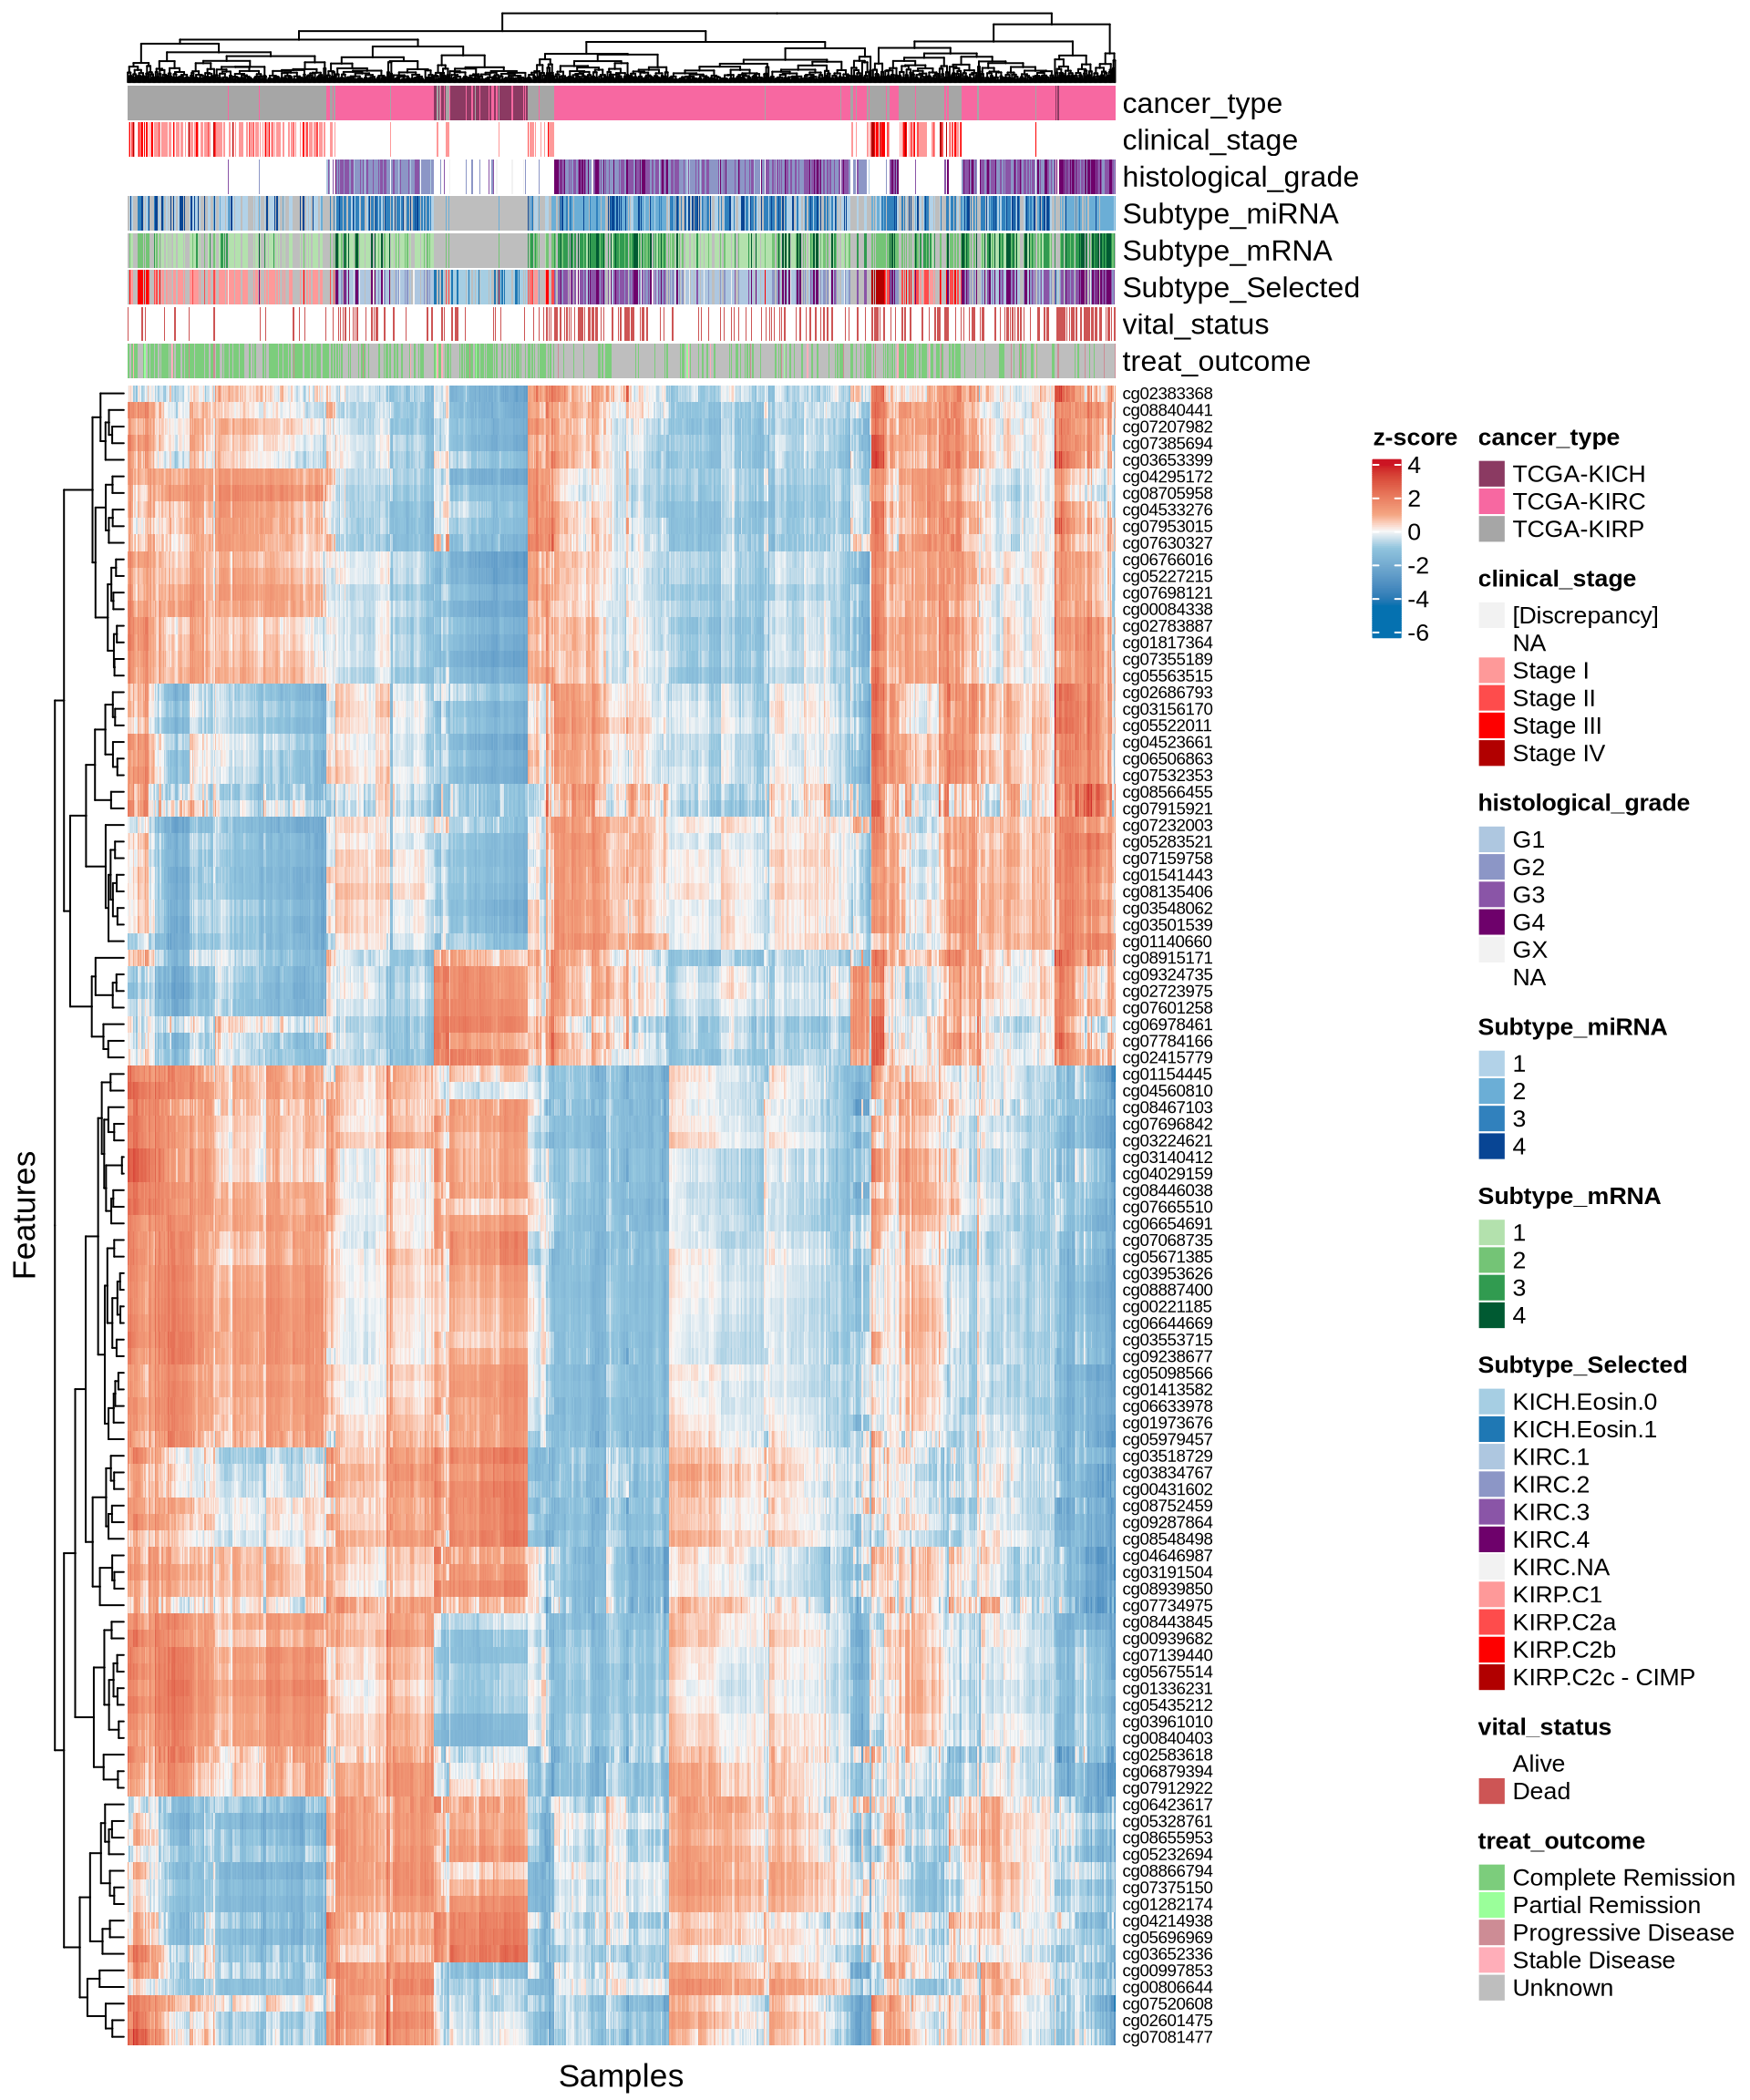 cancer_type
clinical_stage
histological_grade
Subtype_miRNA
Subtype_mRNA
Subtype_Selected
vital_status
treat_outcome
cg02383368
cg08840441
cg07207982
cg07385694
cg03653399
cg04295172
cg08705958
cg04533276
cg07953015
cg07630327
cg06766016
cg05227215
cg07698121
cg00084338
cg02783887
cg01817364
cg07355189
cg05563515
cg02686793
cg03156170
cg05522011
cg04523661
cg06506863
cg07532353
cg08566455
cg07915921
cg07232003
cg05283521
cg07159758
cg01541443
cg08135406
cg03548062
cg03501539
cg01140660
cg08915171
cg09324735
cg02723975
cg07601258
cg06978461
cg07784166
cg02415779
cg01154445
cg04560810
cg08467103
cg07696842
cg03224621
cg03140412
cg04029159
cg08446038
cg07665510
cg06654691
cg07068735
cg05671385
cg03953626
cg08887400
cg00221185
cg06644669
cg03553715
cg09238677
cg05098566
cg01413582
cg06633978
cg01973676
cg05979457
cg03518729
cg03834767
cg00431602
cg08752459
cg09287864
cg08548498
cg04646987
cg03191504
cg08939850
cg07734975
cg08443845
cg00939682
cg07139440
cg05675514
cg01336231
cg05435212
cg03961010
cg00840403
cg02583618
cg06879394
cg07912922
cg06423617
cg05328761
cg08655953
cg05232694
cg08866794
cg07375150
cg01282174
cg04214938
cg05696969
cg03652336
cg00997853
cg00806644
cg07520608
cg02601475
cg07081477
Features
Samples
z-score
4
2
0
-2
-4
-6
cancer_type
TCGA-KICH
TCGA-KIRC
TCGA-KIRP
clinical_stage
[Discrepancy]
NA
Stage I
Stage II
Stage III
Stage IV
histological_grade
G1
G2
G3
G4
GX
NA
Subtype_miRNA
1
2
3
4
Subtype_mRNA
1
2
3
4
Subtype_Selected
KICH.Eosin.0
KICH.Eosin.1
KIRC.1
KIRC.2
KIRC.3
KIRC.4
KIRC.NA
KIRP.C1
KIRP.C2a
KIRP.C2b
KIRP.C2c - CIMP
vital_status
Alive
Dead
treat_outcome
Complete Remission
Partial Remission
Progressive Disease
Stable Disease
Unknown